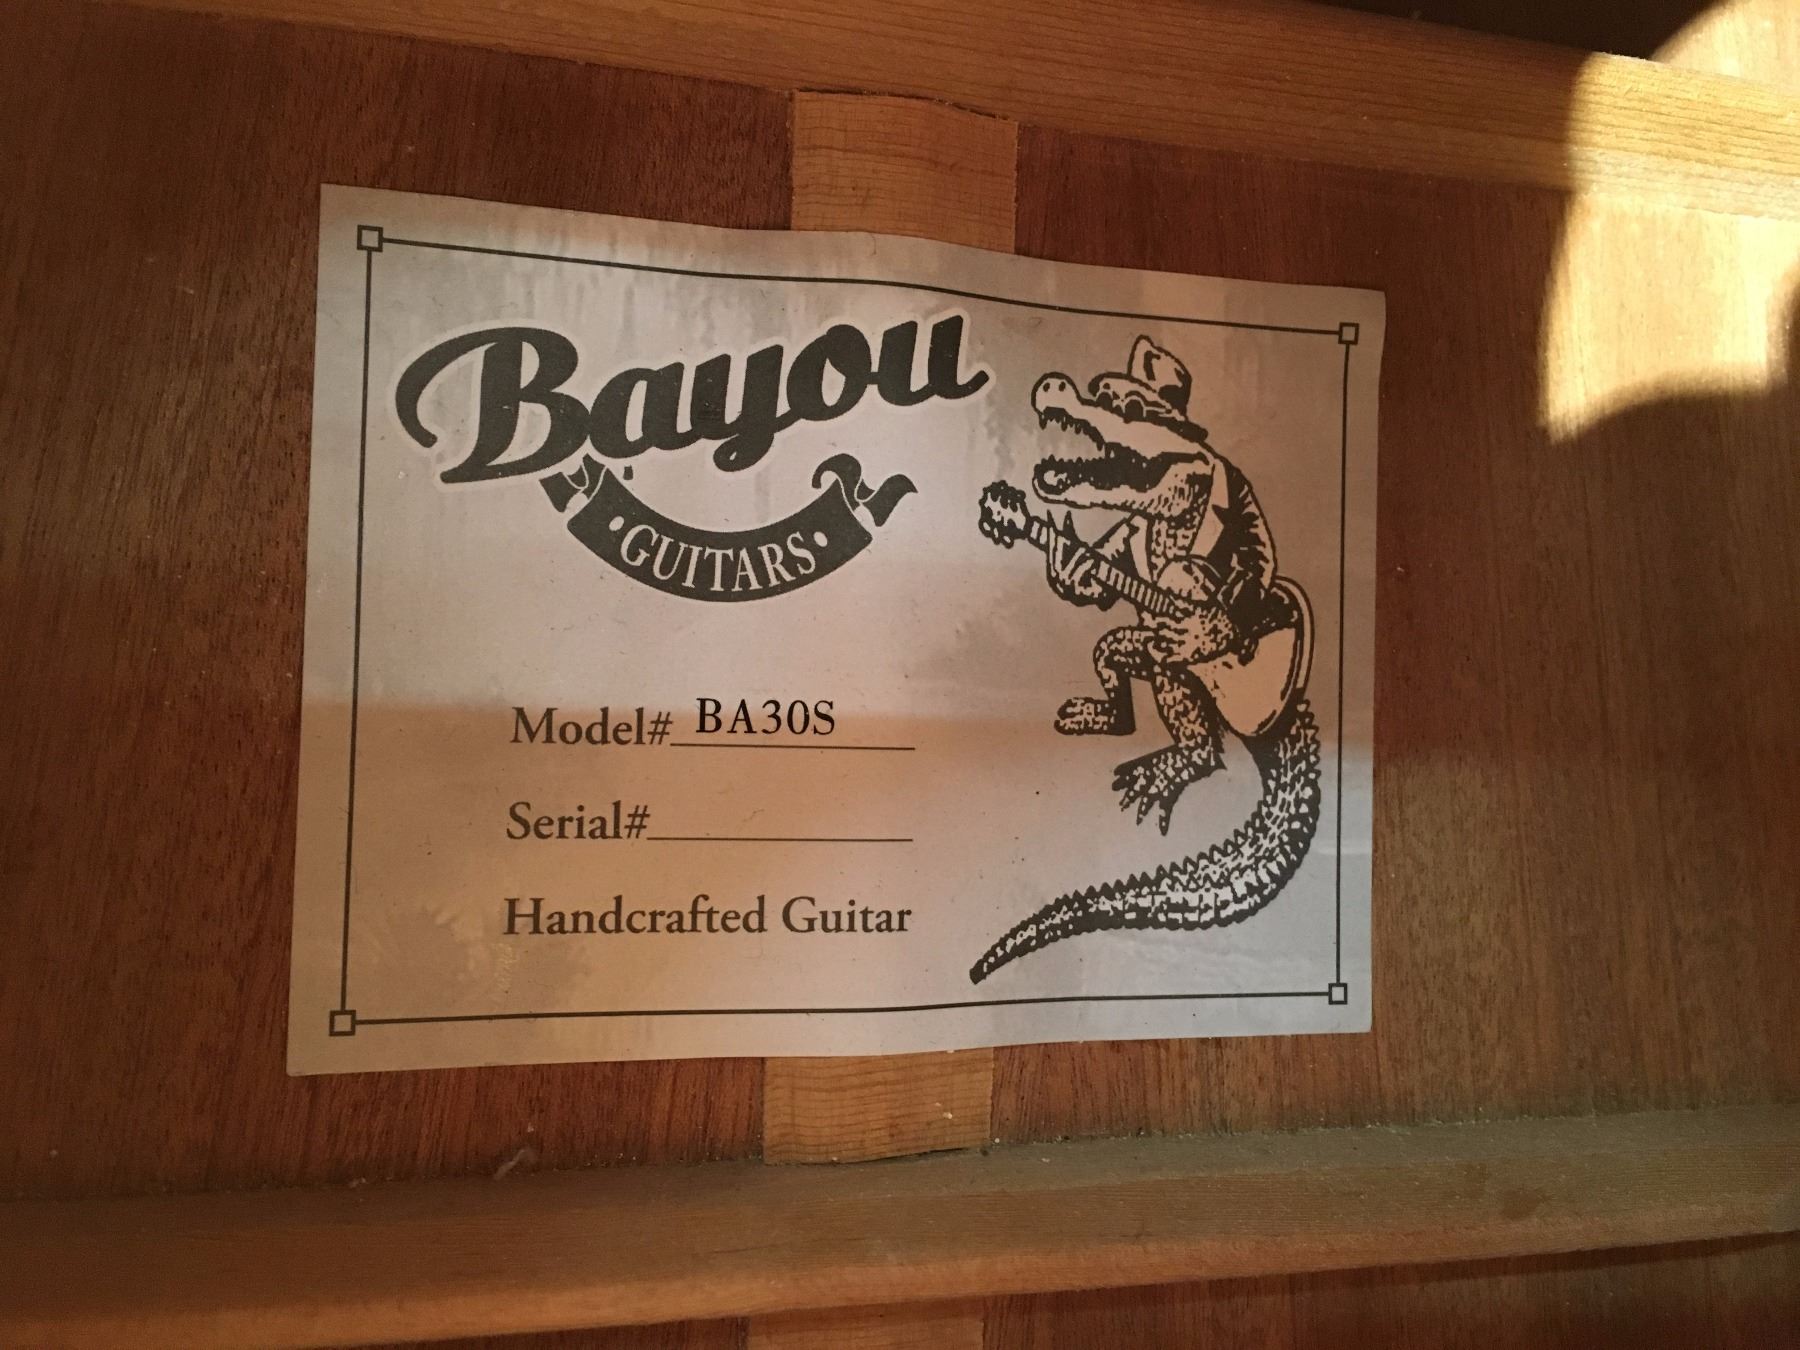 Bayou
• GUITARS •
Model# BA30S
Serial#
Handcrafted Guitar